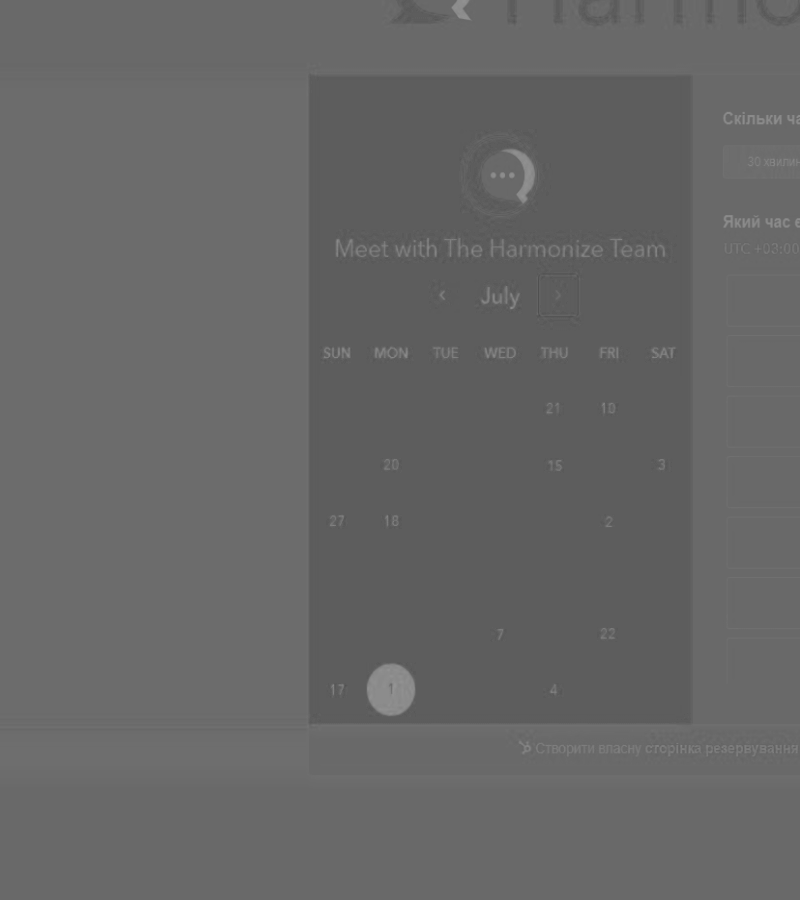 Harmo
Скільки ча
30 хвилин
Який час є
UTC +03:00
Meet with The Harmonize Team
July
SUN MON TUE WED THU FRI SAT
21 10
20 15 3
27 18 2
7 22
17 1 4
Створити власну сторінка резервування